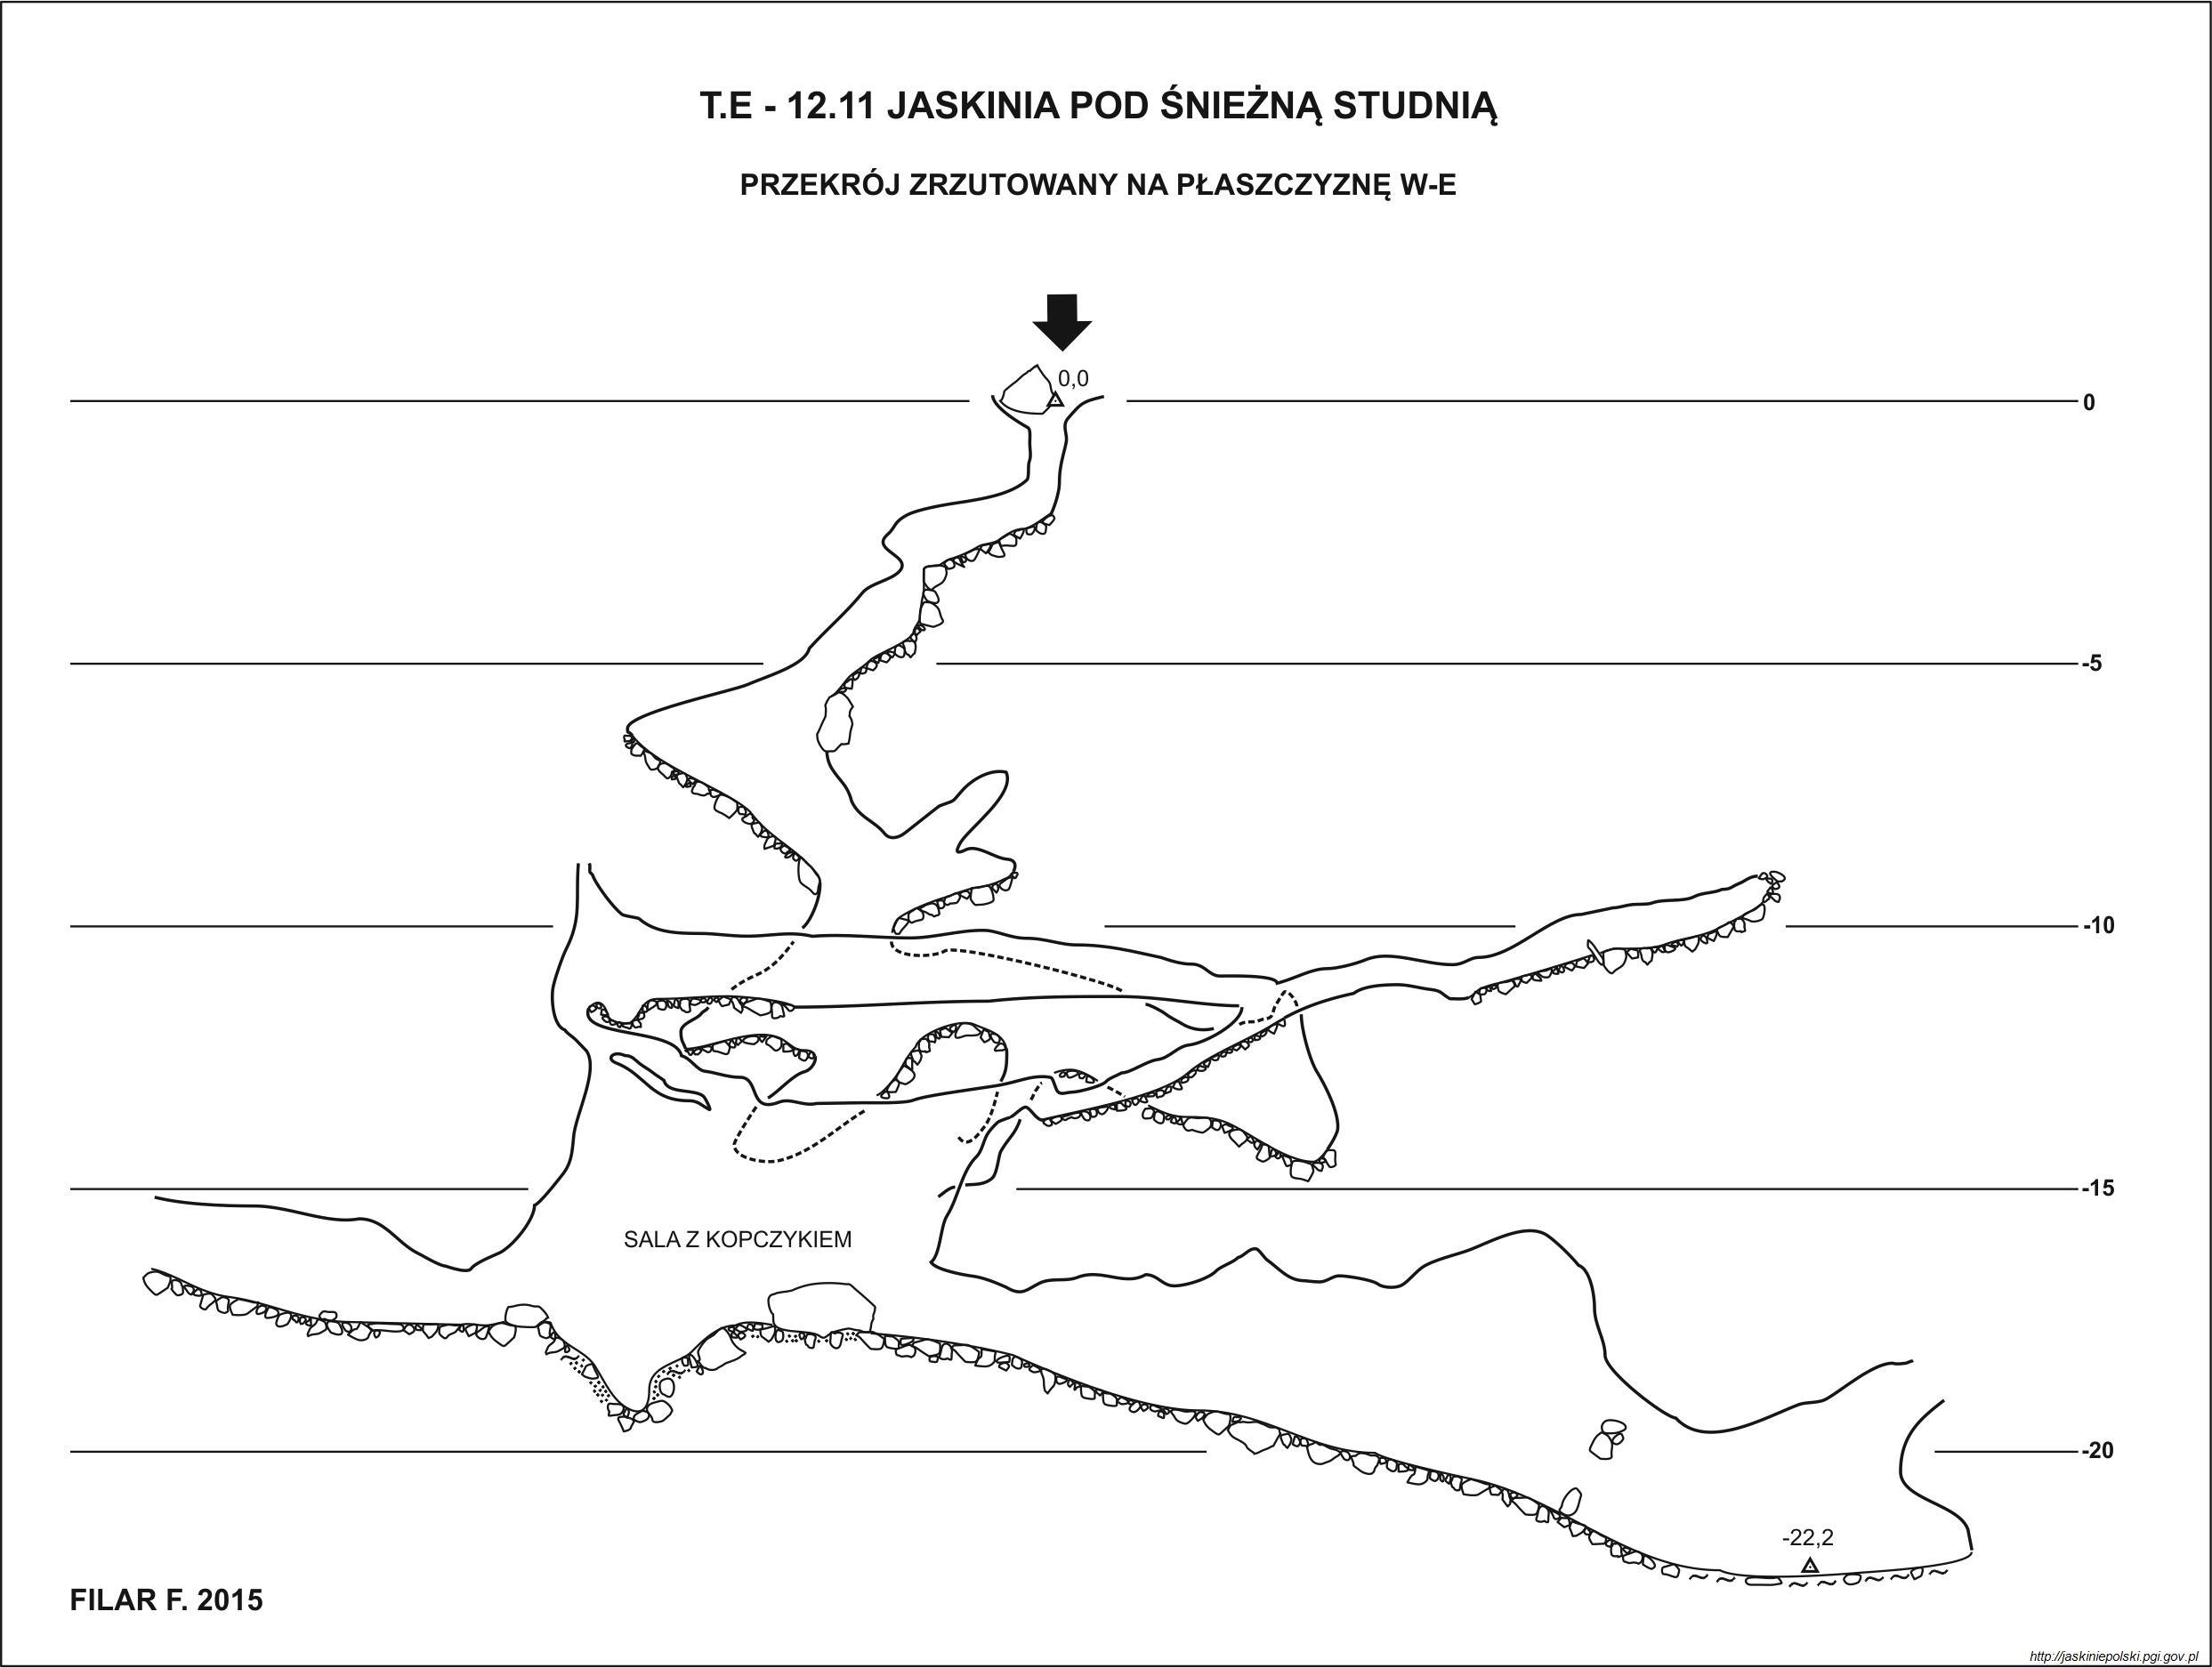 T.E - 12.11 JASKINIA POD ŚNIEŻNĄ STUDNIĄ
PRZEKRÓJ ZRZUTOWANY NA PŁASZCZYZNĘ W-E
0,0
0
-5
-10
-15
SALA Z KOPCZYKIEM
-20
-22,2
FILAR F. 2015
http://jaskiniepolski.pgi.gov.pl